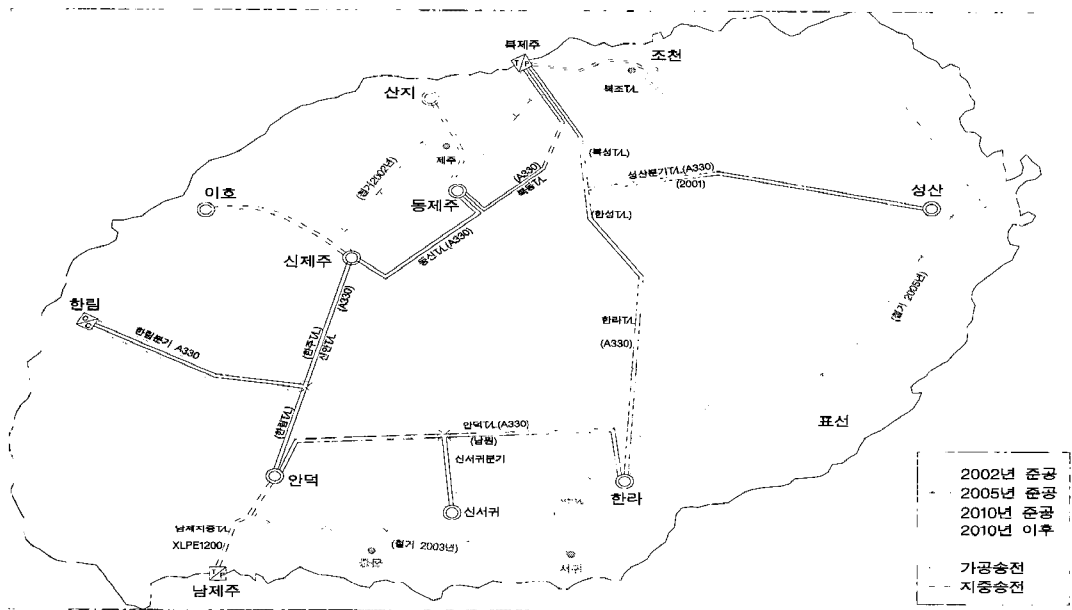 북제주
T P
조천
북조T/L
산지
(철거2002년)
제주
(A330)
북동T/L
(북성T/L)
성산분기T/L(A330)
(2001)
성산
이호
동제주
(한성T/L)
동신T/L(A330)
신제주
(철거 2005년)
한림
한림분기 A330
(A330)
(한주T/L)
신안T/L
한라T/L
(A330)
(한림T/L)
안덕T/L(A330)
(남원)
신서귀분기
표선
안덕
신서귀
한라
남제지중T/L
XLPE1200
(철거 2003년)
서귀
T P
남제주
2002년 준공
2005년 준공
2010년 준공
2010년 이후
가공송전
지중송전